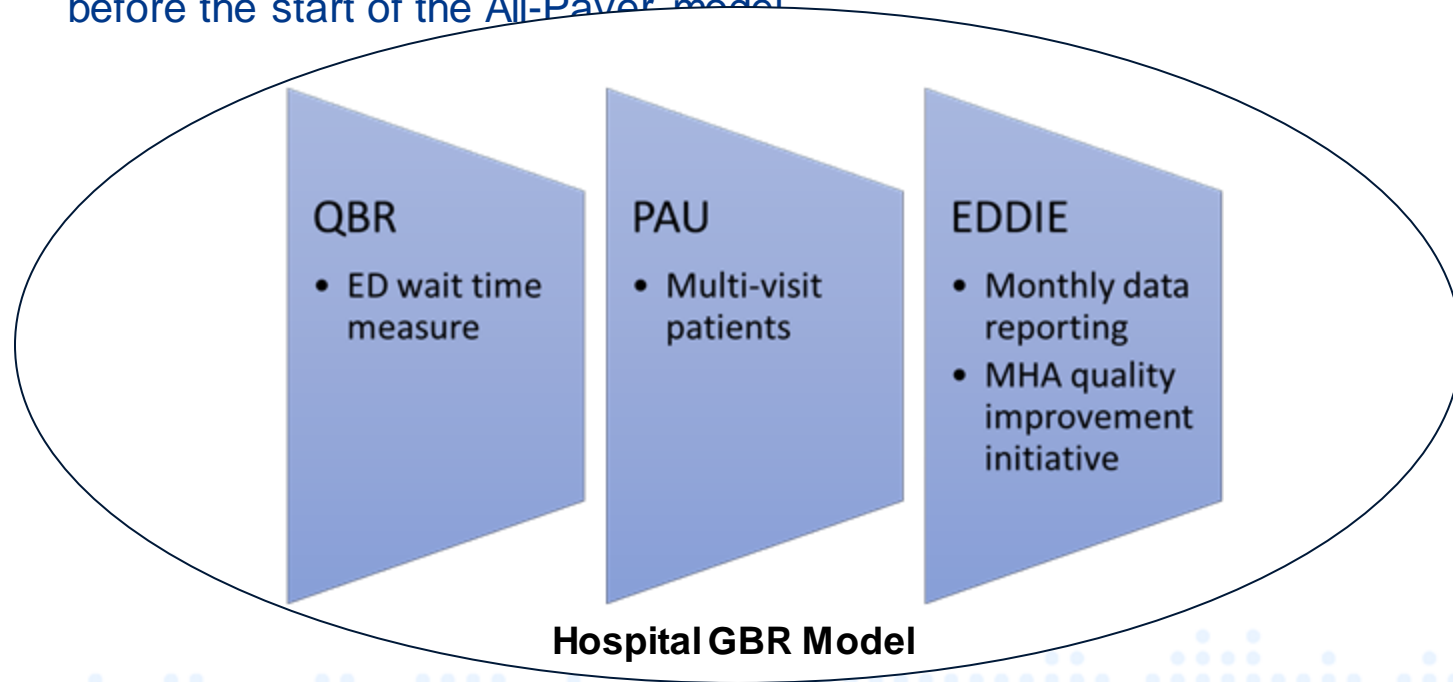 before the start of the All-Payer model
QBR
• ED wait time
measure
PAU
• Multi-visit
patients
EDDIE
• Monthly data
reporting
• MHA quality
improvement
initiative
Hospital GBR Model